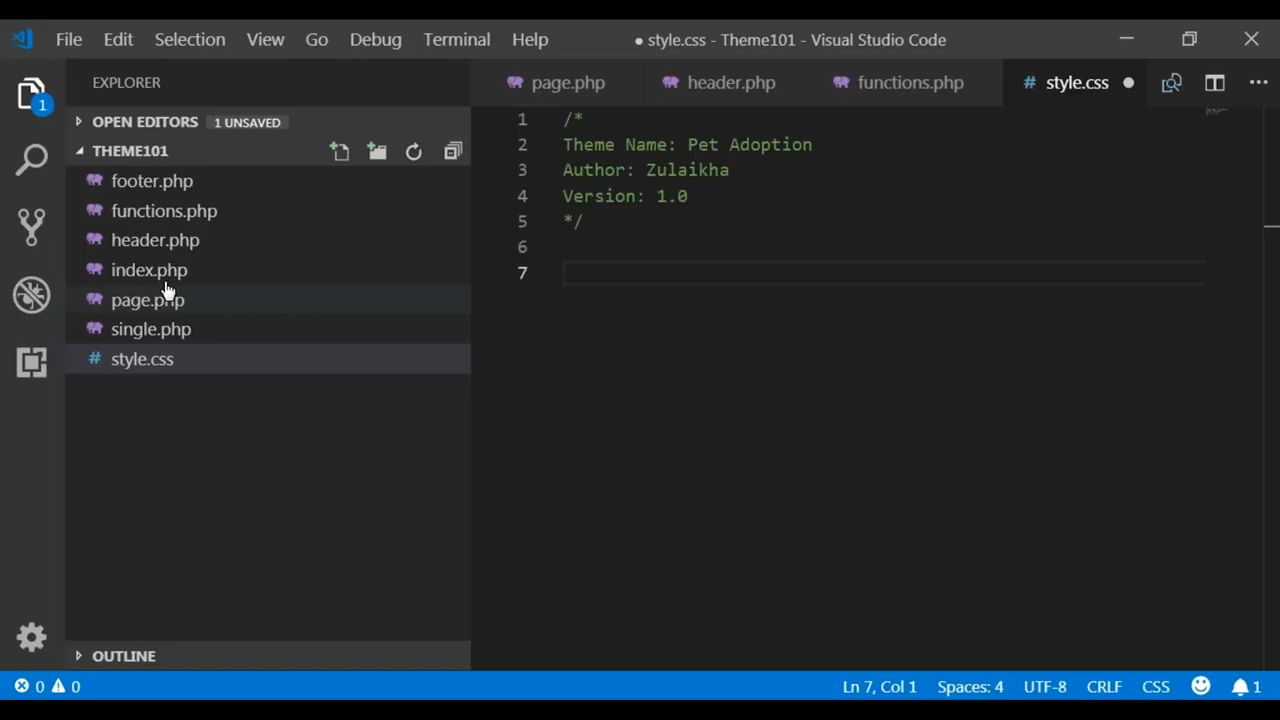 File Edit Selection View Go Debug Terminal Help ● style.css - Theme101 - Visual Studio Code
EXPLORER
page.php header.php functions.php # style.css ●
1
OPEN EDITORS 1 UNSAVED
THEME101
footer.php
functions.php
header.php
index.php
page.php
single.php
# style.css
1 /*
2 Theme Name: Pet Adoption
3 Author: Zulaikha
4 Version: 1.0
5 */
6
7
OUTLINE
0 0 Ln 7, Col 1 Spaces: 4 UTF-8 CRLF CSS 1